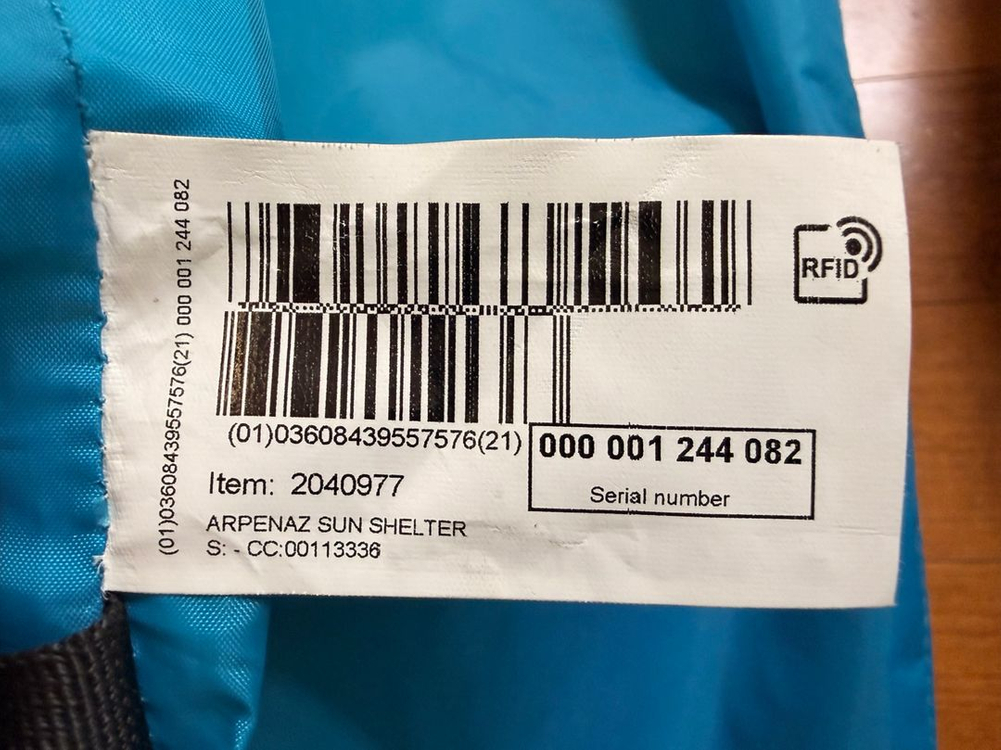 (01)03608439557576(21) 000 001 244 082
RFID
(01)03608439557576(21)
000 001 244 082
Serial number
Item: 2040977
ARPENAZ SUN SHELTER
S: - CC:00113336